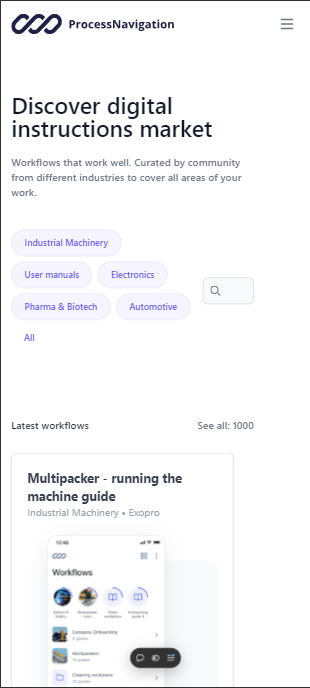 ProcessNavigation
Discover digital
instructions market
Workflows that work well. Curated by community
from different industries to cover all areas of your
work.
Industrial Machinery
User manuals
Electronics
Pharma & Biotech
Automotive
All
Latest workflows
See all: 1000
Multipacker - running the
machine guide
Industrial Machinery • Exopro
12:48
Workflows
Company Onboarding
Multipackers
Cleaning workplace